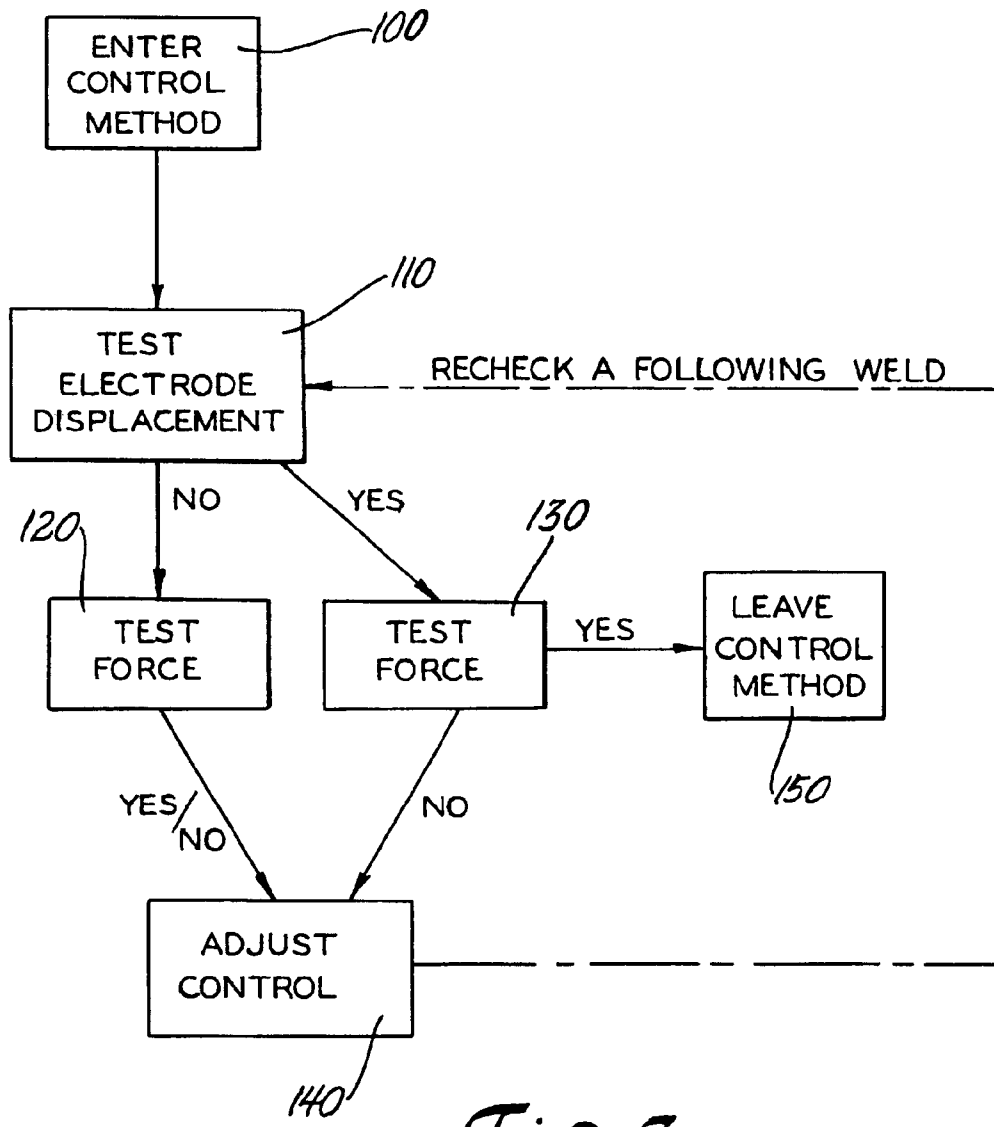 100
ENTER
CONTROL
METHOD
110
TEST
ELECTRODE
DISPLACEMENT
RECHECK A FOLLOWING WELD
NO
YES
120
130
TEST
FORCE
TEST
FORCE
YES
LEAVE
CONTROL
METHOD
150
YES/NO
NO
ADJUST
CONTROL
140